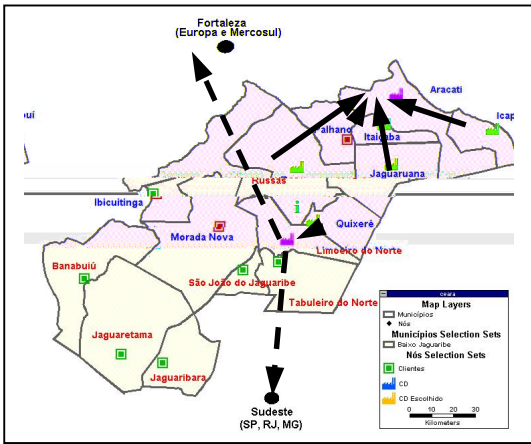 Fortaleza
(Europa e Mercosul)
Aracati
Icap
uí
alhano
Itaiçaba
Jaguaruana
Russas
Ibicuitinga
Quixeré
Morada Nova
Limoeiro do Norte
Banabuiú
São João do Jaguaribe
Tabuleiro do Norte
Jaguaretama
Jaguaribara
Sudeste
(SP, RJ, MG)
ceara
Map Layers
Municípios
Nós
Municípios Selection Sets
Baixo Jaguaribe
Nós Selection Sets
Clientes
CD
CD Escolhido
0 10 20 30
Kilometers